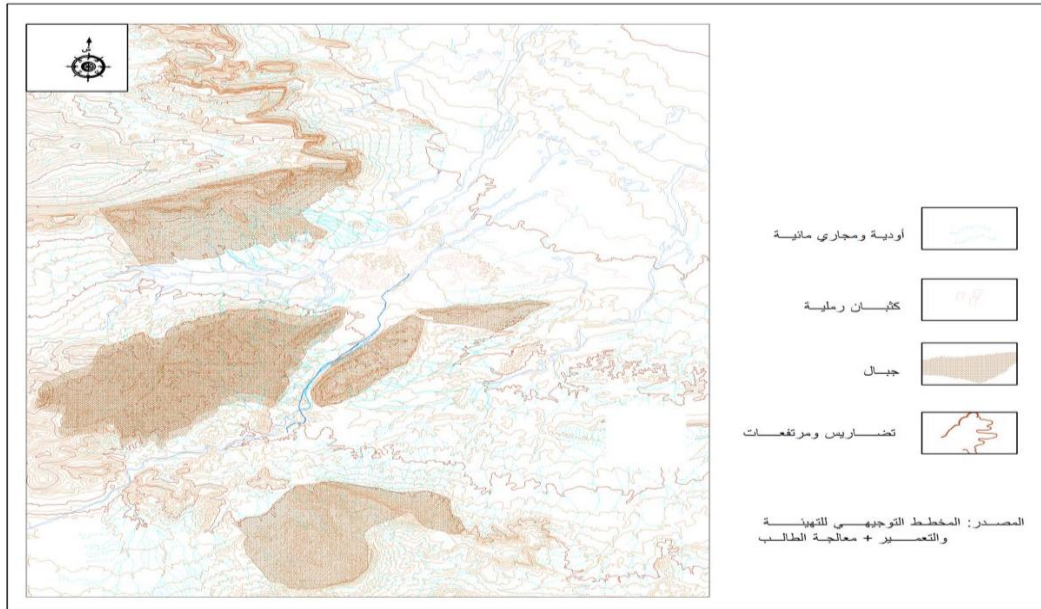 ش
أودية ومجاري مائية
كثبان رملية
جبال
تضاريس ومرتفعات
المصدر: المخطط التوجيهي للتهيئة
والتعمير + معالجة الطالب